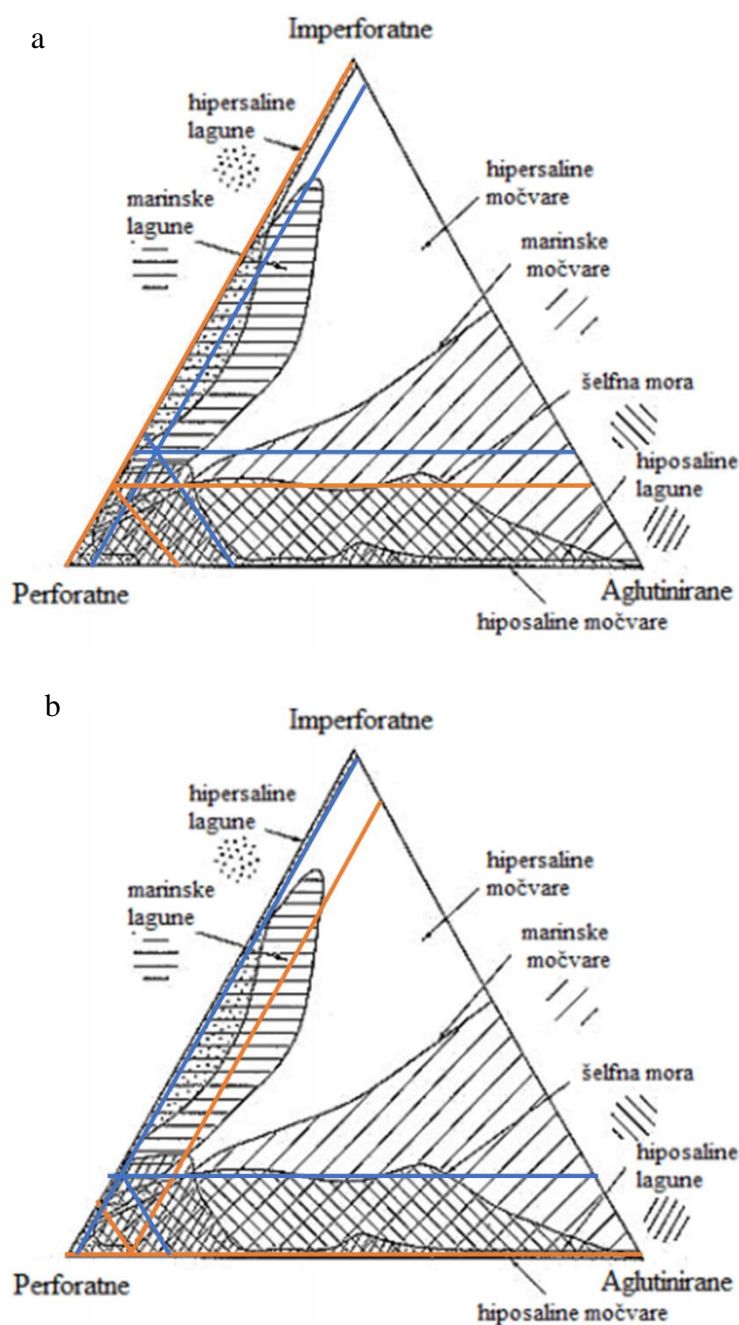 a
Imperforatne
hipersaline
lagune
marinske
lagune
hipersaline
močvare
marinske
močvare
šelfna mora
hiposaline
lagune
Perforatne
Aglutinirane
hiposaline močvare
b
Imperforatne
hipersaline
lagune
marinske
lagune
hipersaline
močvare
marinske
močvare
šelfna mora
hiposaline
lagune
Perforatne
Aglutinirane
hiposaline močvare